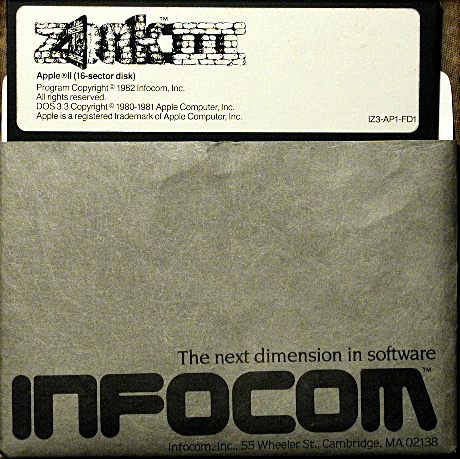 ZORK III™
Apple ®II (16-sector disk)
Program Copyright © 1982 Infocom, Inc.
All rights reserved.
DOS 3.3 Copyright © 1980-1981 Apple Computer, Inc.
Apple is a registered trademark of Apple Computer, Inc.
IZ3-AP1-FD1
The next dimension in software
INFOCOM™
Infocom, Inc., 55 Wheeler St., Cambridge, MA 02138